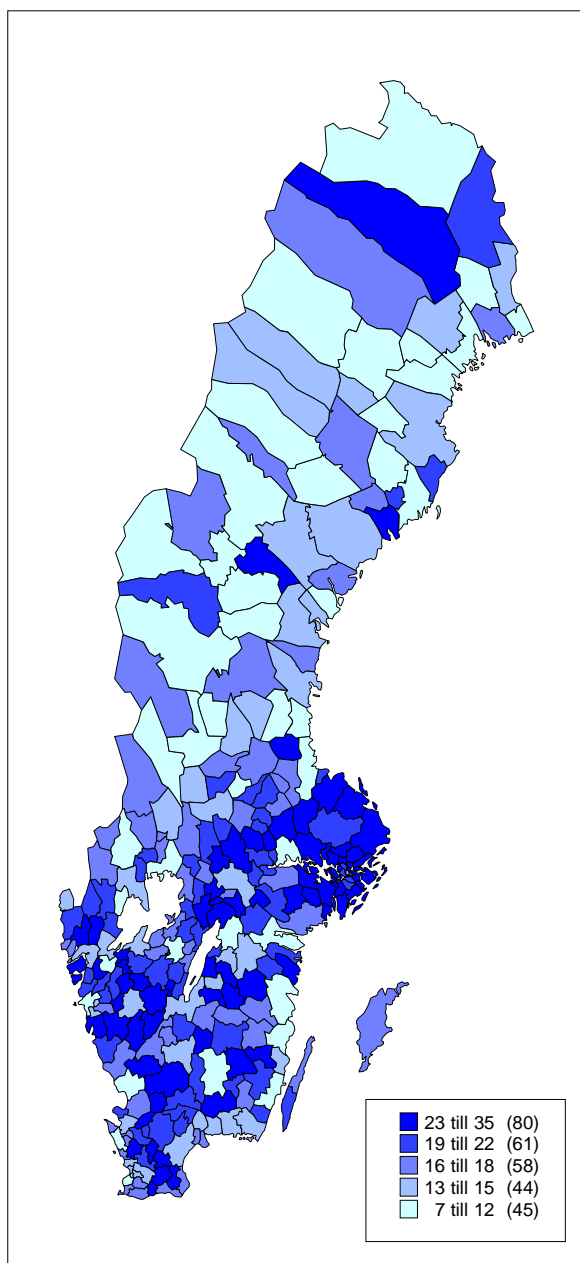 23 till 35 (80)
19 till 22 (61)
16 till 18 (58)
13 till 15 (44)
7 till 12 (45)